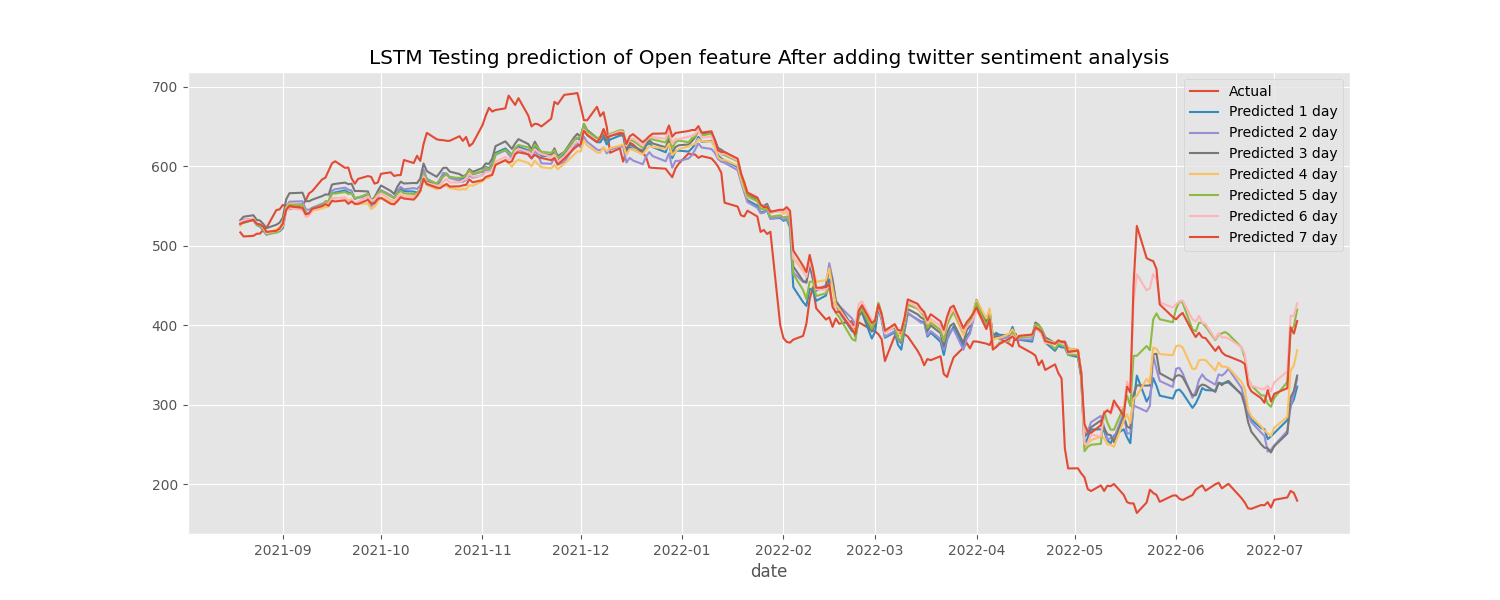 LSTM Testing prediction of Open feature After adding twitter sentiment analysis
700
600
500
400
300
200
Actual
Predicted 1 day
Predicted 2 day
Predicted 3 day
Predicted 4 day
Predicted 5 day
Predicted 6 day
Predicted 7 day
2021-09 2021-10 2021-11 2021-12 2022-01 2022-02 2022-03 2022-04 2022-05 2022-06 2022-07
date